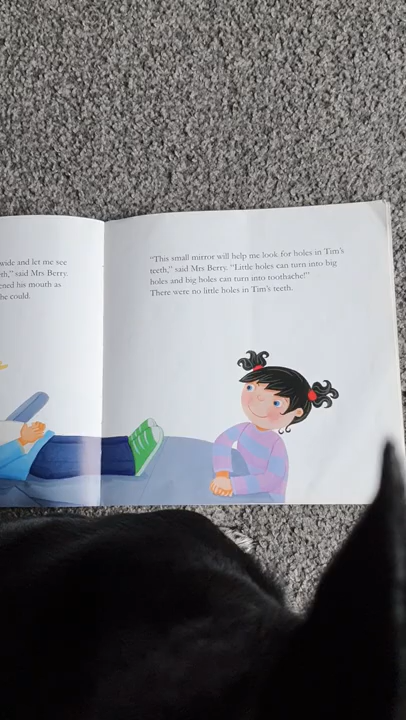 wide and let me see
th," said Mrs Berry.
ened his mouth as
he could.
"This small mirror will help me look for holes in Tim's
teeth," said Mrs Berry. "Little holes can turn into big
holes and big holes can turn into toothache!"
There were no little holes in Tim's teeth.